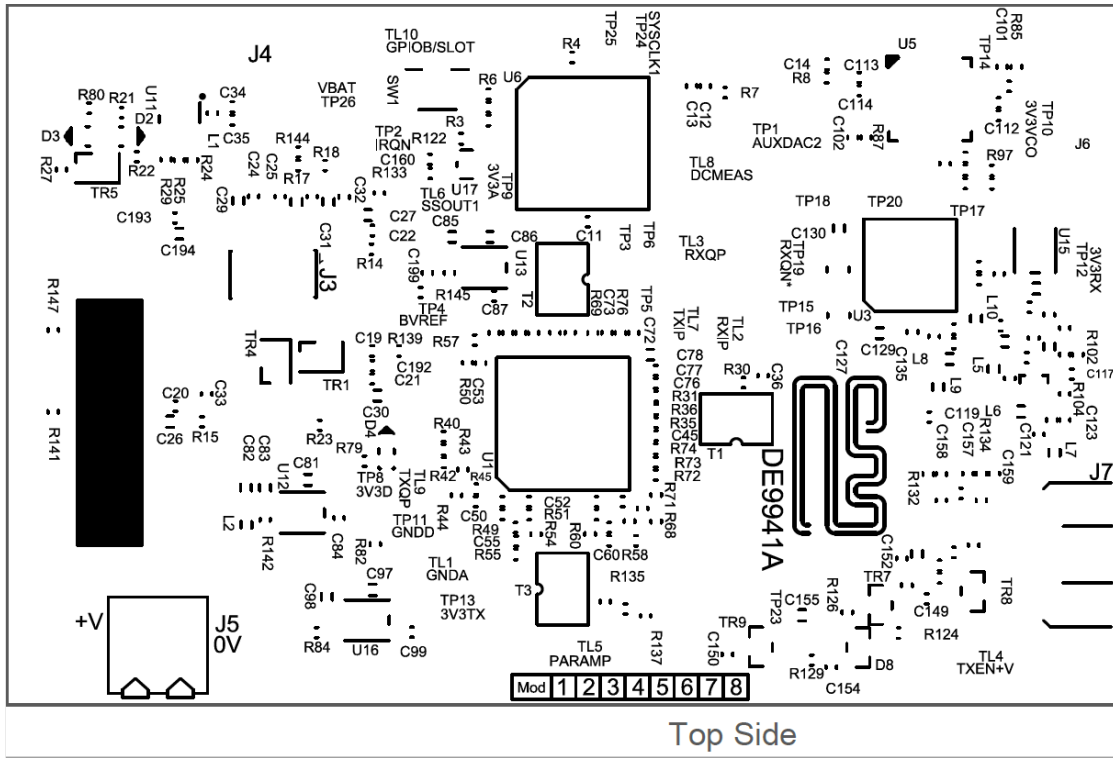 SYSCLK1
TP24
TP25
TL10
GPIOB/SLOT
R4
J4
U5
TP14
C101
R85
VBAT
TP26
SW1
R6
U6
C14
R8
C113
R80
R21
U11
C34
R7
C114
TP10
3V3VCO
D3
D2
C35
L1
R144
TP2
IRQN
R122
R3
C13
C12
TP1
AUXDAC2
C102
R87
C112
J6
R27
R22
TR5
R29
R25
R24
C24
C25
R18
R17
C160
R133
U17
TP9
3V3A
TL8
DCMEAS
R97
C193
C29
C32
TL6
SSOUT1
C194
C27
C22
C85
C86
C11
TP3
TP6
TP18
TP20
TP17
C130
C31
R14
J3
C199
U13
TL3
RXQP
TP19
RXQN*
U15
3V3RX
TP12
R147
R145
C87
T2
R69
C73
R76
TP5
TP4
BVREF
TP15
TP16
U3
L10
TL7
TXIP
TL2
RXIP
TR4
TR1
C19
R139
R57
C72
C127
C129
C135
L8
L5
R102
C117
C192
C21
R50
C53
C78
C77
C76
R30
C36
C20
C33
L9
R104
C26
R15
C30
D4
R31
R36
R35
C45
R74
R73
R72
C119
L6
C123
R141
R23
R40
R43
U1
T1
C158
C157
R134
C121
L7
C82
C83
U12
C81
R79
TP8
3V3D
TXQP
TL9
R42
R45
DE9941A
R132
C159
J7
L2
R142
C84
R82
TP11
GNDD
R44
C50
R49
C55
R55
C52
R51
R54
R60
C60
R58
R71
R68
C152
TL1
GNDA
C97
C98
T3
R135
TR7
TR8
+V
J5
0V
TP13
3V3TX
R126
C155
TP23
C149
R84
U16
C99
TR9
R124
TL5
PARAMP
R137
C150
R129
C154
D8
TL4
TXEN+V
Mod 1 2 3 4 5 6 7 8
Top Side